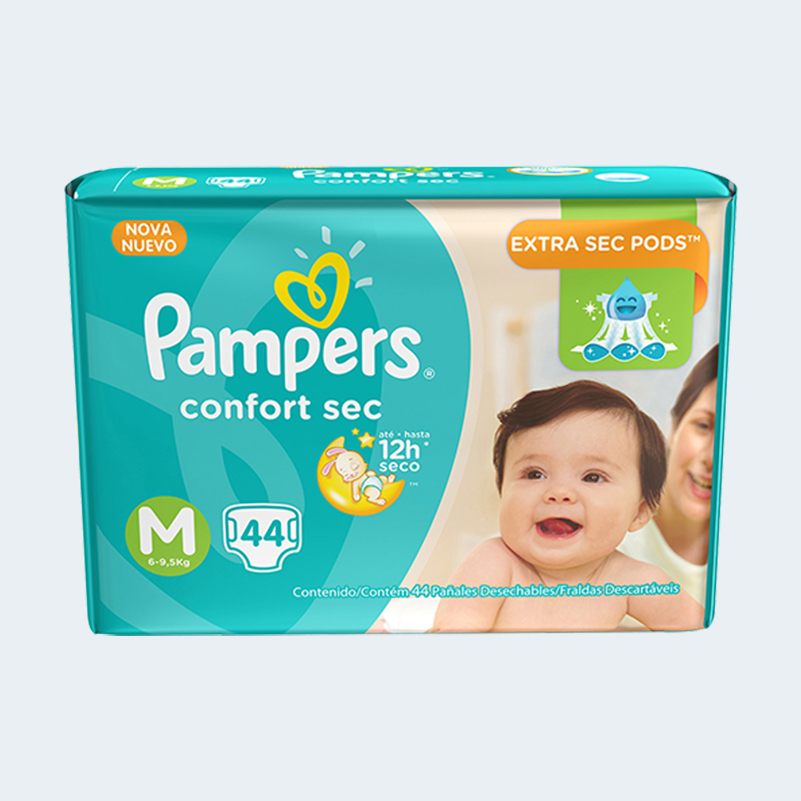 M 44 Pampers®
confort sec
NOVA
NUEVO
EXTRA SEC PODS™
Pampers®
confort sec
até • hasta
12h*
seco
™
M
6-9,5Kg
44
Contenido/Contém 44 Pañales Desechables/Fraldas Descartáveis